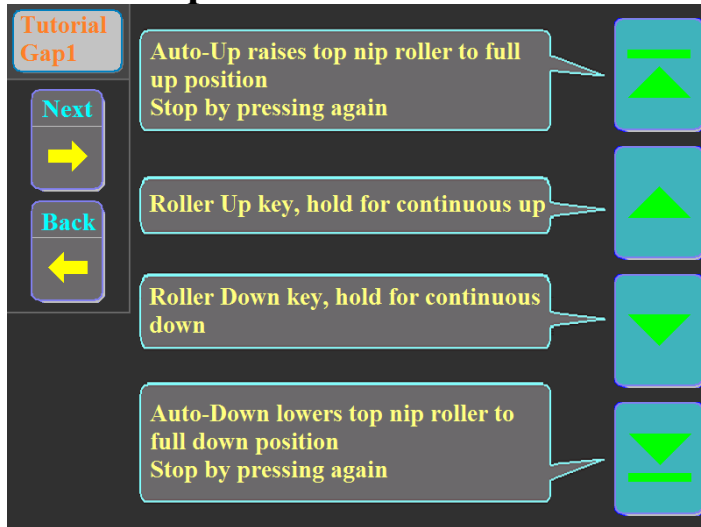 Tutorial
Gap1
Next
Back
Auto-Up raises top nip roller to full
up position
Stop by pressing again
Roller Up key, hold for continuous up
Roller Down key, hold for continuous
down
Auto-Down lowers top nip roller to
full down position
Stop by pressing again